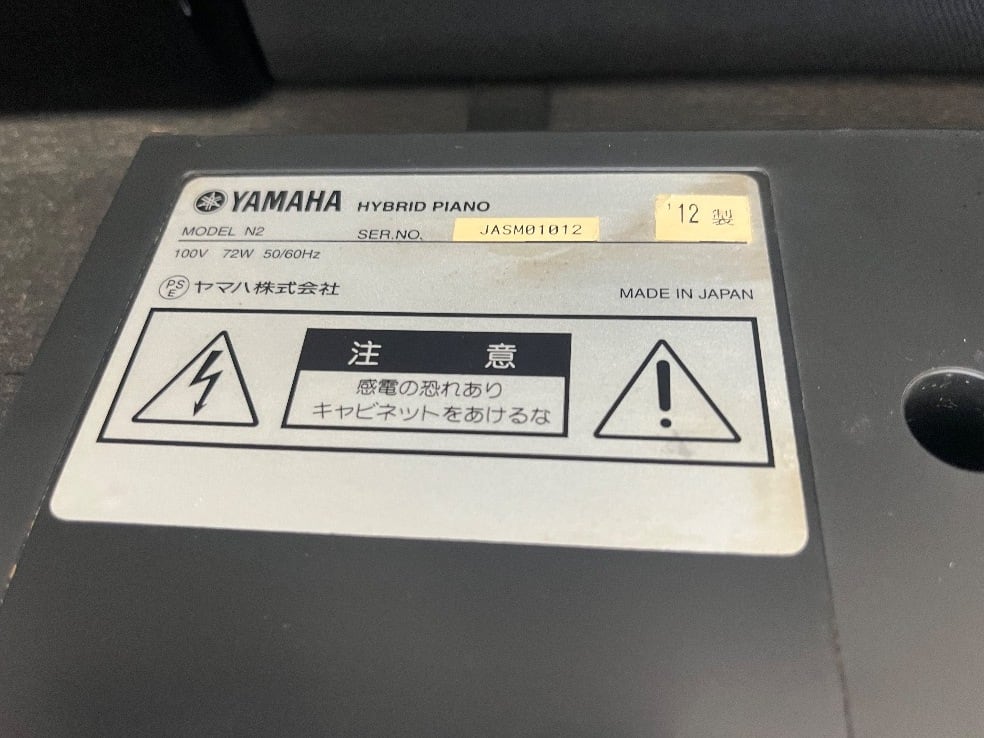 YAMAHA HYBRID PIANO
'12 製
MODEL N2
SER.NO. JASM01012
100V 72W 50/60Hz
PSE ヤマハ株式会社
MADE IN JAPAN
注 意
感電の恐れあり
キャビネットをあけるな